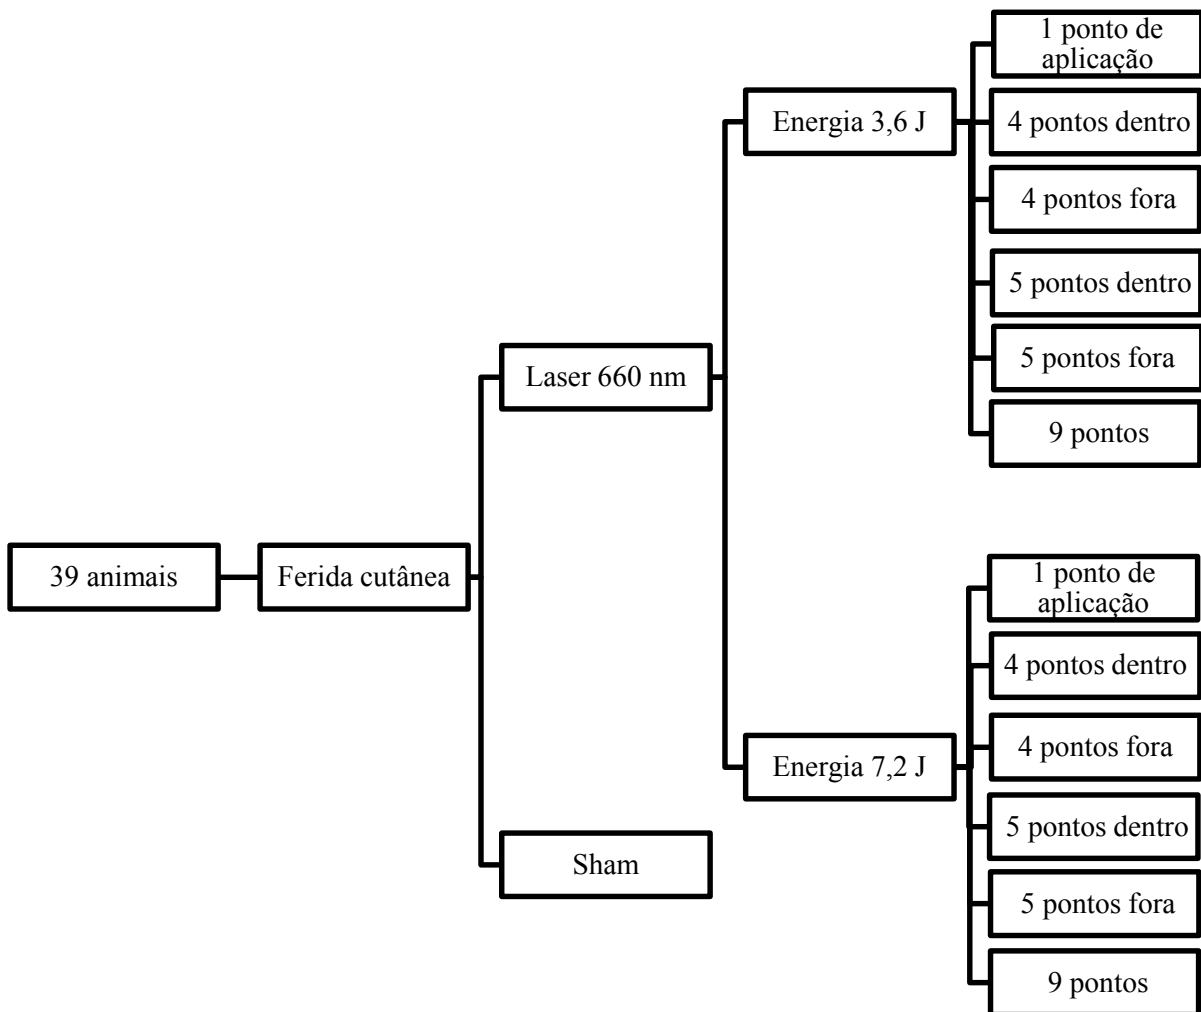 39 animais
Ferida cutânea
Laser 660 nm
Sham
Energia 3,6 J
1 ponto de
aplicação
4 pontos dentro
4 pontos fora
5 pontos dentro
5 pontos fora
9 pontos
Energia 7,2 J
1 ponto de
aplicação
4 pontos dentro
4 pontos fora
5 pontos dentro
5 pontos fora
9 pontos